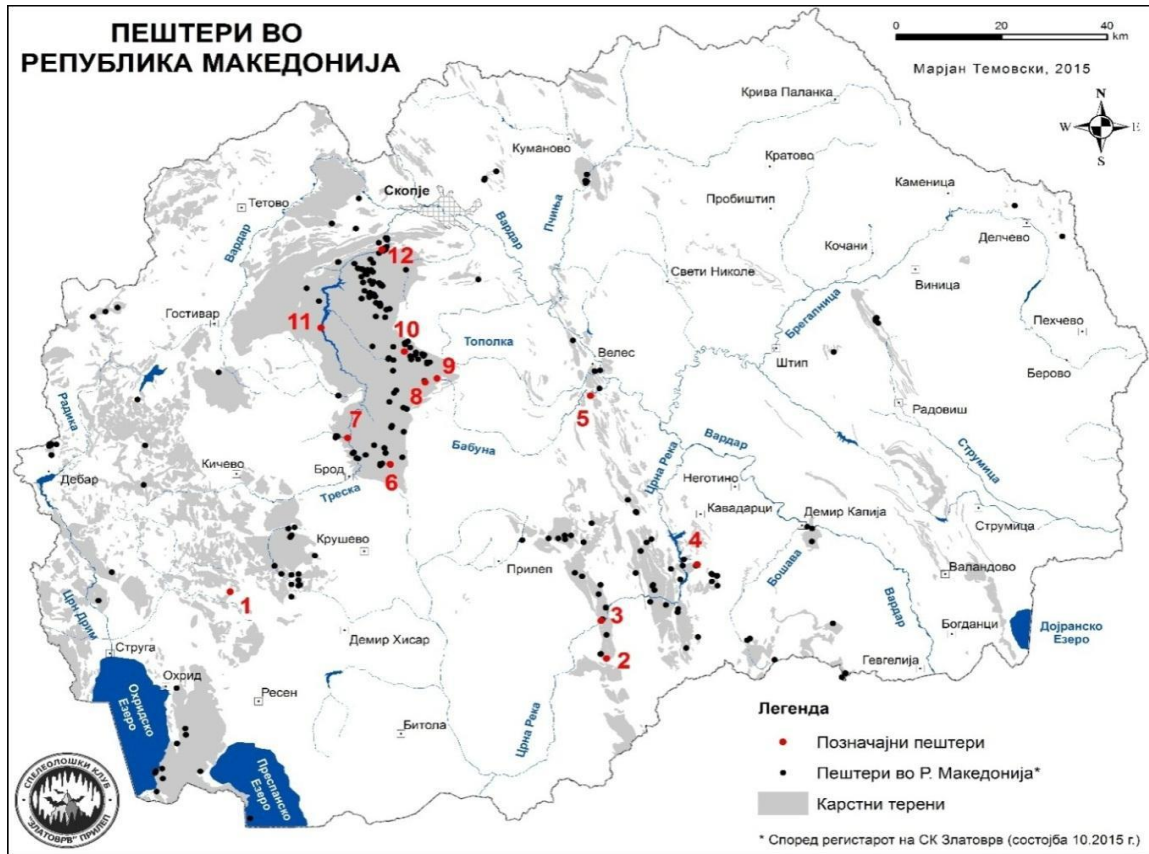 ПЕШТЕРИ ВО
РЕПУБЛИКА МАКЕДОНИЈА
0 20 40
km
Марјан Темовски, 2015
N
W E
S
Крива Паланка
Куманово
Кратово
Скопје
Каменица
Тетово
Пробиштип
Вардар
Вардар
Пчиња
Делчево
Кочани
12
Свети Николе
Виница
Брегалница
Гостивар
11
10
Пехчево
Тополка
Велес
Штип
9
Берово
8
Радика
5
Радовиш
7
Бабуна
Вардар
Струмица
Кичево
Брод
6
Црна Река
Дебар
Неготино
Треска
Кавадарци
Демир Капија
Струмица
Крушево
4
Прилеп
Бошава
Валандово
1
Црн Дрим
3
Вардар
Демир Хисар
Богданци
Дојранско
Езеро
Струга
2
Гевгелија
Охрид
Ресен
Охридско
Езеро
Црна Река
Битола
Преспанско
Езеро
Легенда
Позначајни пештери
Пештери во Р. Македонија*
Карстни терени
* Според регистарот на СК Златоврв (состојба 10.2015 г.)
СПЕЛЕОЛОШКИ КЛУБ
"ЗЛАТОВРВ" ПРИЛЕП